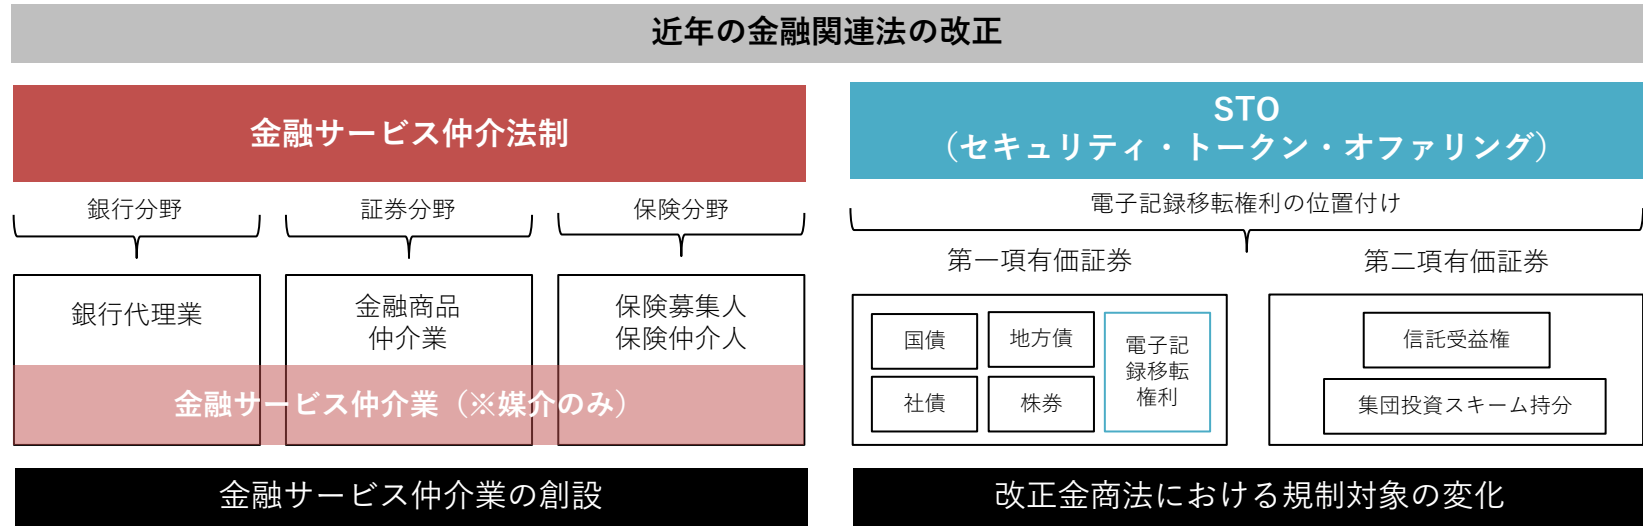 近年の金融関連法の改正
金融サービス仲介法制
銀行分野
証券分野
保険分野
銀行代理業
金融商品
仲介業
保険募集人
保険仲介人
金融サービス仲介業（※媒介のみ）
金融サービス仲介業の創設
STO
（セキュリティ・トークン・オファリング）
電子記録移転権利の位置付け
第一項有価証券
国債
地方債
社債
株券
電子記
録移転
権利
第二項有価証券
信託受益権
集団投資スキーム持分
改正金商法における規制対象の変化